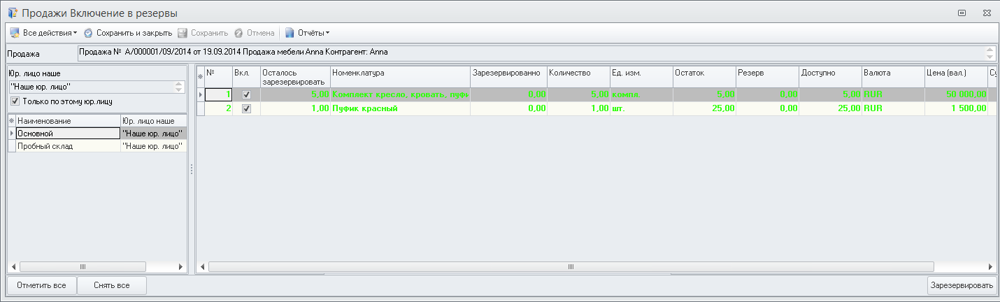 Продажи Включение в резервы
Все действия Сохранить и закрыть Сохранить Отмена Отчёты
Продажа Продажа № А/000001/09/2014 от 19.09.2014 Продажа мебели Anna Контрагент: Anna
Юр. лицо наше
"Наше юр. лицо"
Только по этому юр.лицу
Наименование Юр. лицо наше
Основной "Наше юр. лицо"
Пробный склад "Наше юр. лицо"
№ Вкл. Осталось зарезервировать Номенклатура Зарезервированно Количество Ед. изм. Остаток Резерв Доступно Валюта Цена (вал.) Су
1 5,00 Комплект кресло, кровать, пуфи 0,00 5,00 компл. 5,00 0,00 5,00 RUR 50 000,00
2 1,00 Пуфик красный 0,00 1,00 шт. 25,00 0,00 25,00 RUR 1 500,00
Отметить все Снять все Зарезервировать